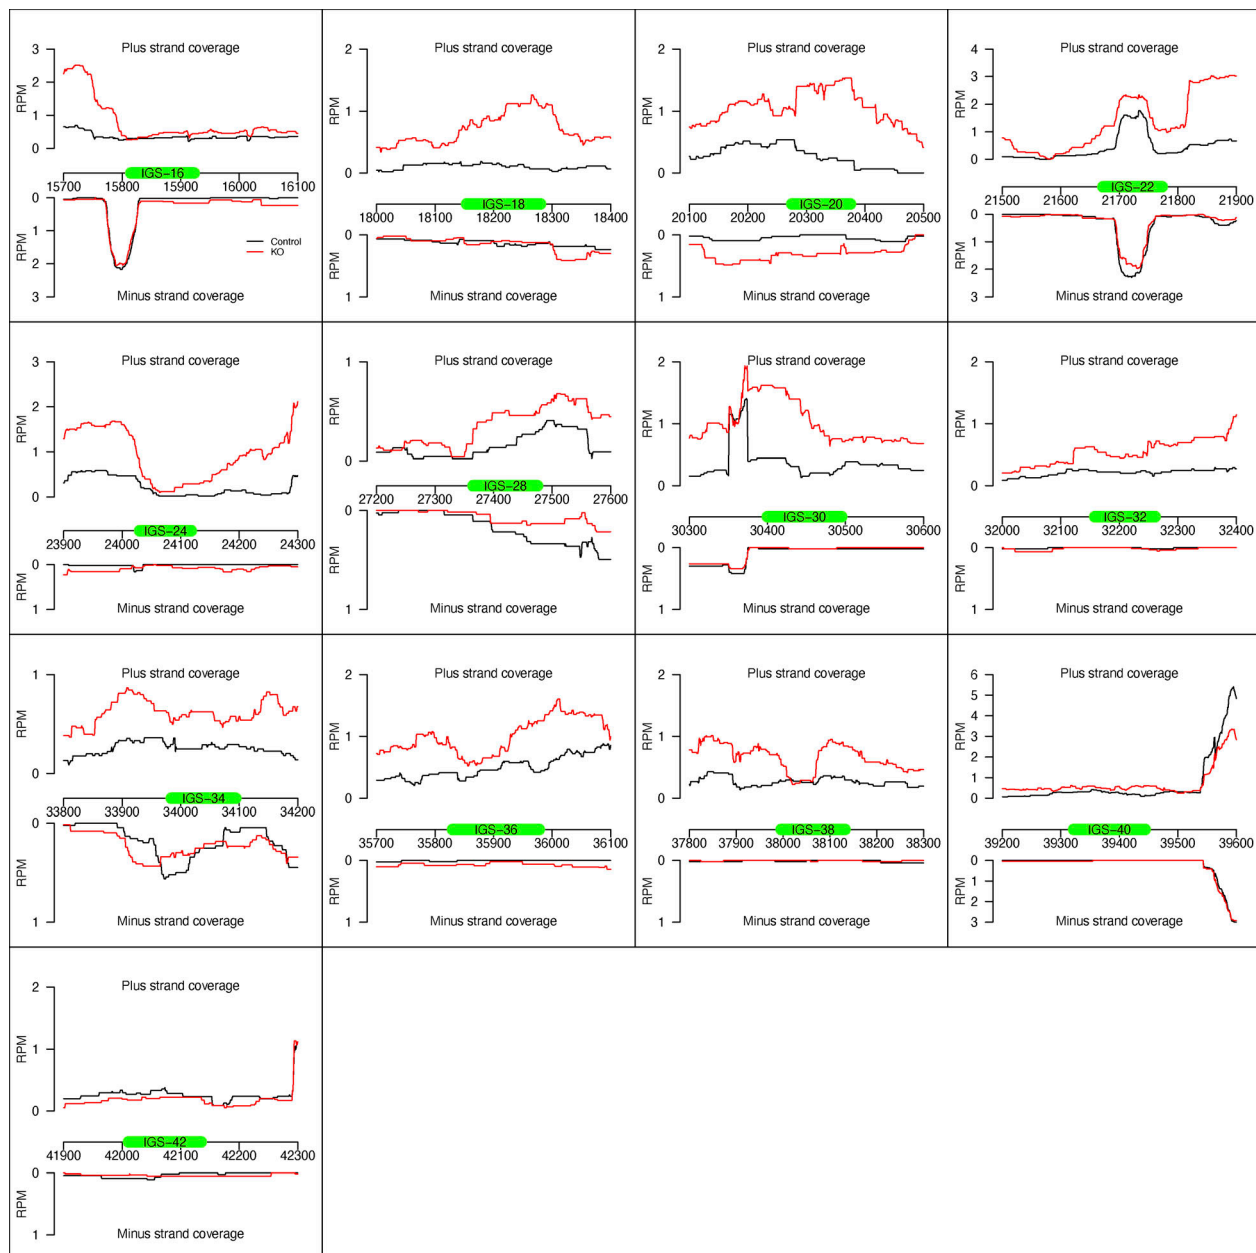 Plus strand coverage
3
2
1
0
RPM
IGS-16
15700 15800 15900 16000 16100
0
1
2
3
RPM
Control
KO
Minus strand coverage
Plus strand coverage
2
1
0
RPM
IGS-18
18000 18100 18200 18300 18400
0
1
RPM
Minus strand coverage
Plus strand coverage
2
1
0
RPM
IGS-20
20100 20200 20300 20400 20500
0
1
RPM
Minus strand coverage
Plus strand coverage
4
3
2
1
0
RPM
IGS-22
21500 21600 21700 21800 21900
0
1
2
3
RPM
Minus strand coverage
Plus strand coverage
3
2
1
0
RPM
IGS-24
23900 24000 24100 24200 24300
0
1
RPM
Minus strand coverage
Plus strand coverage
1
0
RPM
IGS-28
27200 27300 27400 27500 27600
0
1
RPM
Minus strand coverage
Plus strand coverage
2
1
0
RPM
IGS-30
30300 30400 30500 30600
0
1
RPM
Minus strand coverage
Plus strand coverage
2
1
0
RPM
IGS-32
32000 32100 32200 32300 32400
0
1
RPM
Minus strand coverage
Plus strand coverage
1
0
RPM
IGS-34
33800 33900 34000 34100 34200
0
1
RPM
Minus strand coverage
Plus strand coverage
2
1
0
RPM
IGS-36
35700 35800 35900 36000 36100
0
1
RPM
Minus strand coverage
Plus strand coverage
2
1
0
RPM
IGS-38
37800 37900 38000 38100 38200 38300
0
1
RPM
Minus strand coverage
Plus strand coverage
6
5
4
3
2
1
0
RPM
IGS-40
39200 39300 39400 39500 39600
0
1
2
3
RPM
Minus strand coverage
Plus strand coverage
2
1
0
RPM
IGS-42
41900 42000 42100 42200 42300
0
1
RPM
Minus strand coverage